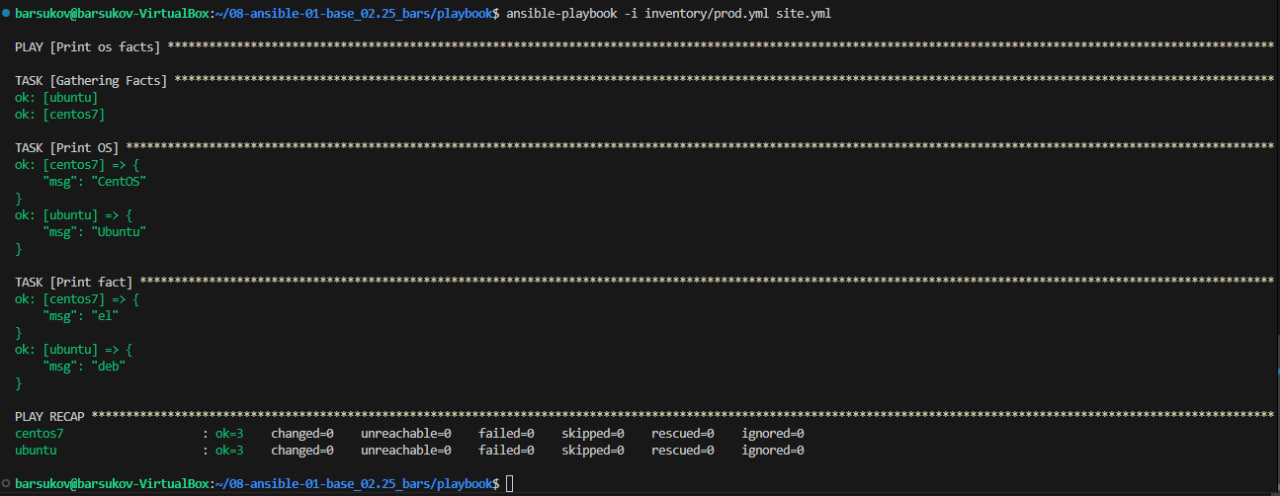 barsukov@barsukov-VirtualBox:~/08-ansible-01-base_02.25_bars/playbook$ ansible-playbook -i inventory/prod.yml site.yml
PLAY [Print os facts] ****************************************************************************************************************************************************************
TASK [Gathering Facts] ***************************************************************************************************************************************************************
ok: [ubuntu]
ok: [centos7]
TASK [Print OS] **********************************************************************************************************************************************************************
ok: [centos7] => {
    "msg": "CentOS"
}
ok: [ubuntu] => {
    "msg": "Ubuntu"
}
TASK [Print fact] ********************************************************************************************************************************************************************
ok: [centos7] => {
    "msg": "el"
}
ok: [ubuntu] => {
    "msg": "deb"
}
PLAY RECAP ***************************************************************************************************************************************************************************
centos7                    : ok=3    changed=0    unreachable=0    failed=0    skipped=0    rescued=0    ignored=0
ubuntu                     : ok=3    changed=0    unreachable=0    failed=0    skipped=0    rescued=0    ignored=0
barsukov@barsukov-VirtualBox:~/08-ansible-01-base_02.25_bars/playbook$